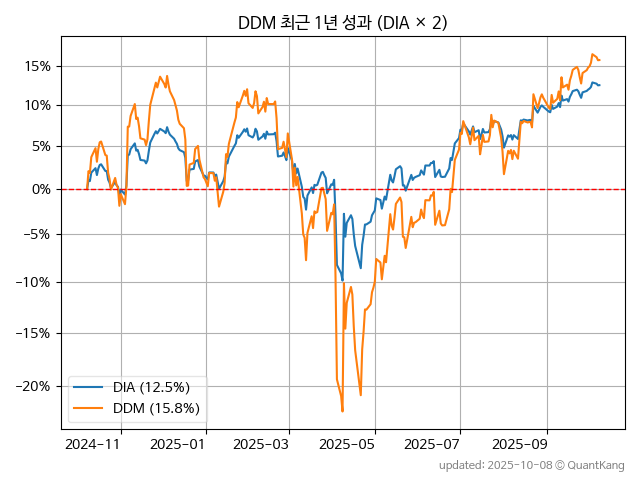 DDM 최근 1년 성과 (DIA × 2)
15%
10%
5%
0%
−5%
−10%
−15%
−20%
DIA (12.5%)
DDM (15.8%)
2024-11 2025-01 2025-03 2025-05 2025-07 2025-09
updated: 2025-10-08 © QuantKang